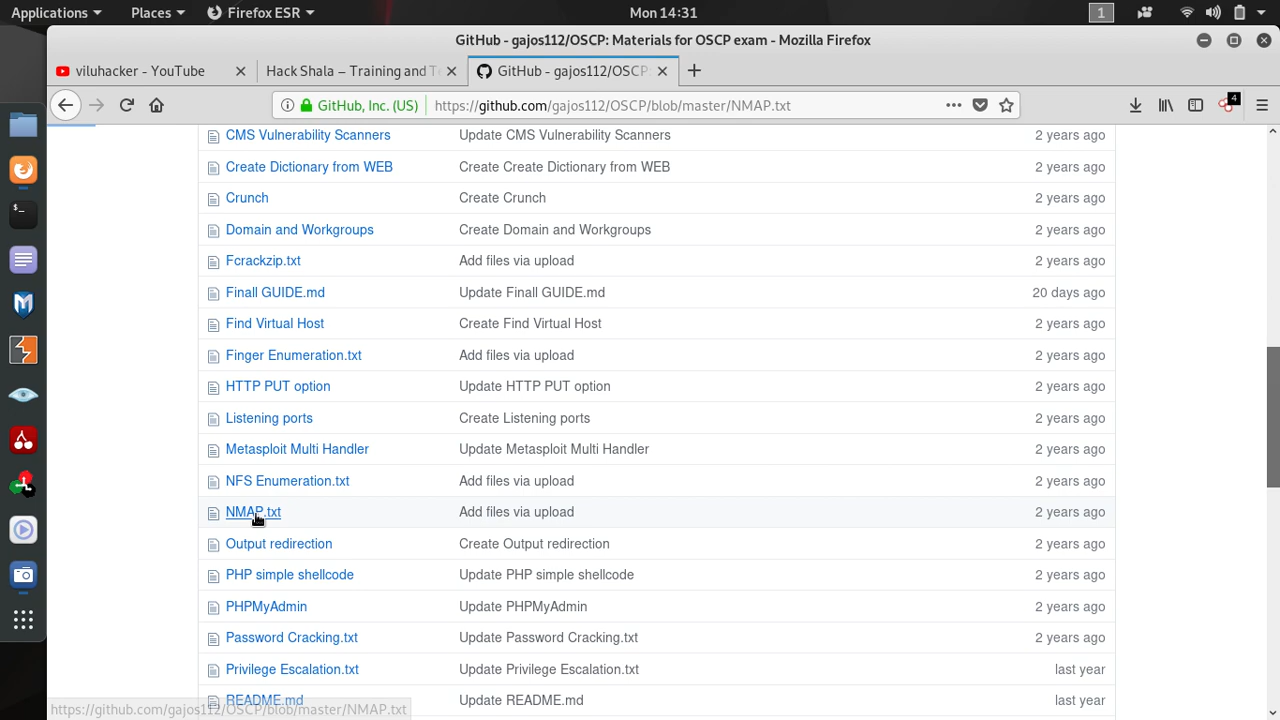 Applications Places Firefox ESR Mon 14:31 1
GitHub - gajos112/OSCP: Materials for OSCP exam - Mozilla Firefox
viluhacker - YouTube Hack Shala – Training and Te GitHub - gajos112/OSCP:
GitHub, Inc. (US) https://github.com/gajos112/OSCP/blob/master/NMAP.txt 4
CMS Vulnerability Scanners Update CMS Vulnerability Scanners 2 years ago
Create Dictionary from WEB Create Create Dictionary from WEB 2 years ago
Crunch Create Crunch 2 years ago
Domain and Workgroups Create Domain and Workgroups 2 years ago
Fcrackzip.txt Add files via upload 2 years ago
Finall GUIDE.md Update Finall GUIDE.md 20 days ago
Find Virtual Host Create Find Virtual Host 2 years ago
Finger Enumeration.txt Add files via upload 2 years ago
HTTP PUT option Update HTTP PUT option 2 years ago
Listening ports Create Listening ports 2 years ago
Metasploit Multi Handler Update Metasploit Multi Handler 2 years ago
NFS Enumeration.txt Add files via upload 2 years ago
NMAP.txt Add files via upload 2 years ago
Output redirection Create Output redirection 2 years ago
PHP simple shellcode Update PHP simple shellcode 2 years ago
PHPMyAdmin Update PHPMyAdmin 2 years ago
Password Cracking.txt Update Password Cracking.txt 2 years ago
Privilege Escalation.txt Update Privilege Escalation.txt last year
README.md Update README.md last year
https://github.com/gajos112/OSCP/blob/master/NMAP.txt